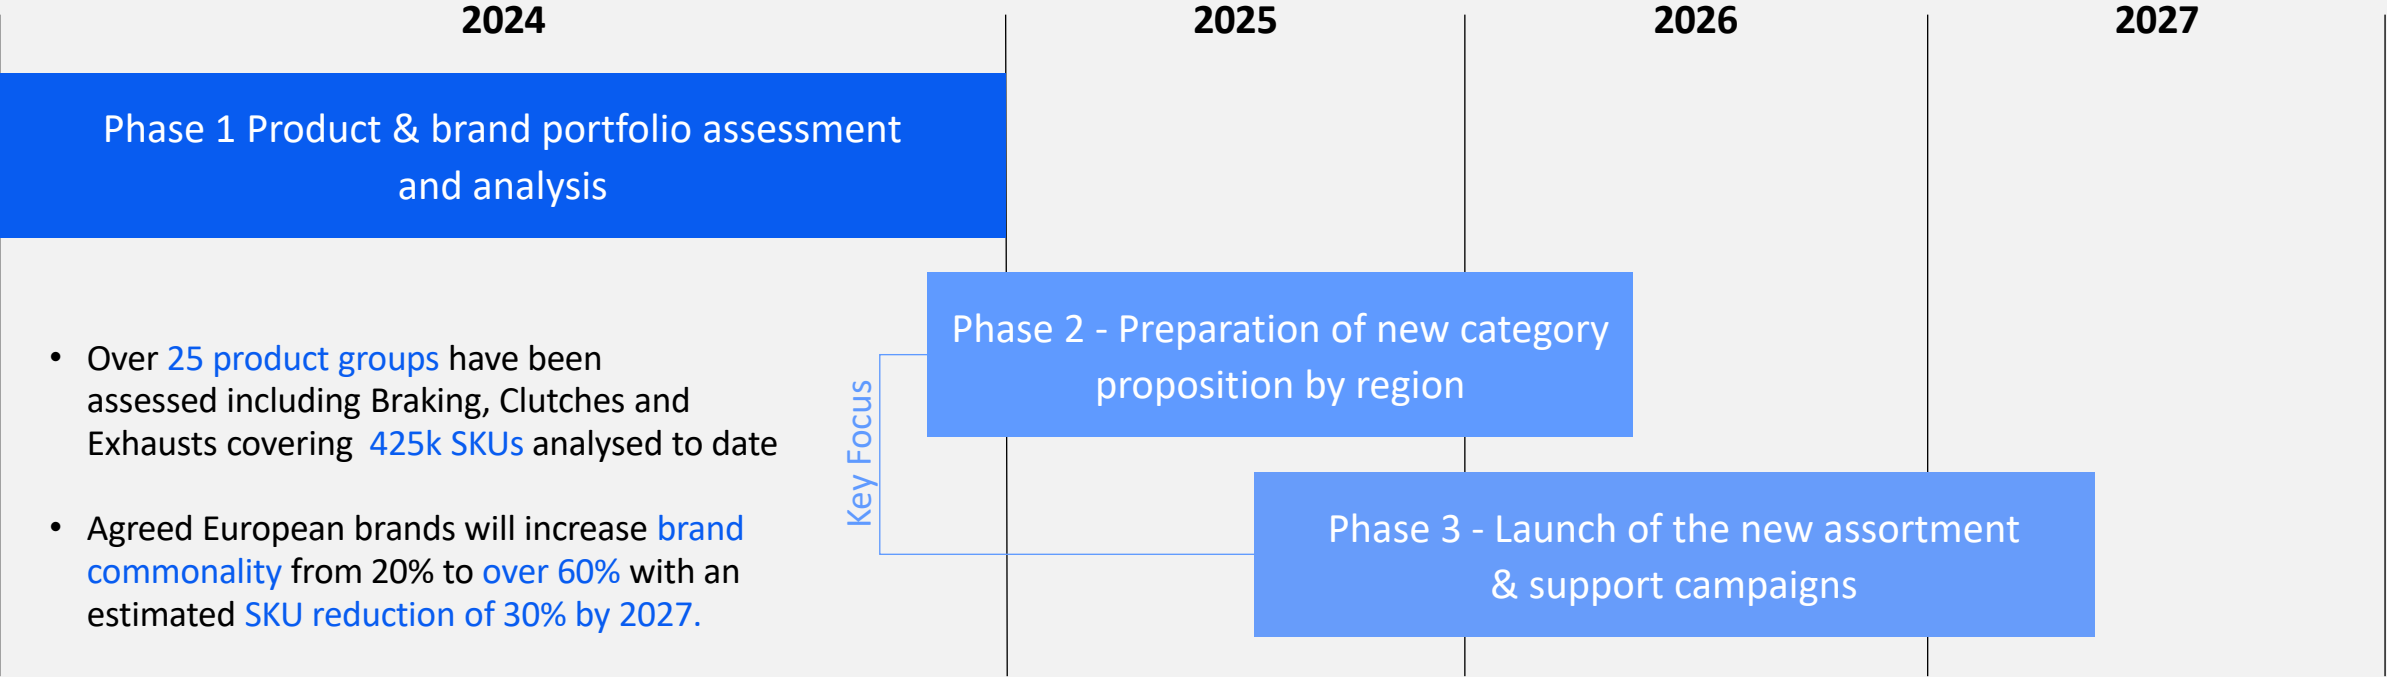 2024
2025
2026
2027
Phase 1 Product & brand portfolio assessment
and analysis
Phase 2 - Preparation of new category
proposition by region
• Over 25 product groups have been
assessed including Braking, Clutches and
Exhausts covering 425k SKUs analysed to date
Key Focus
• Agreed European brands will increase brand
commonality from 20% to over 60% with an
estimated SKU reduction of 30% by 2027.
Phase 3 - Launch of the new assortment
& support campaigns